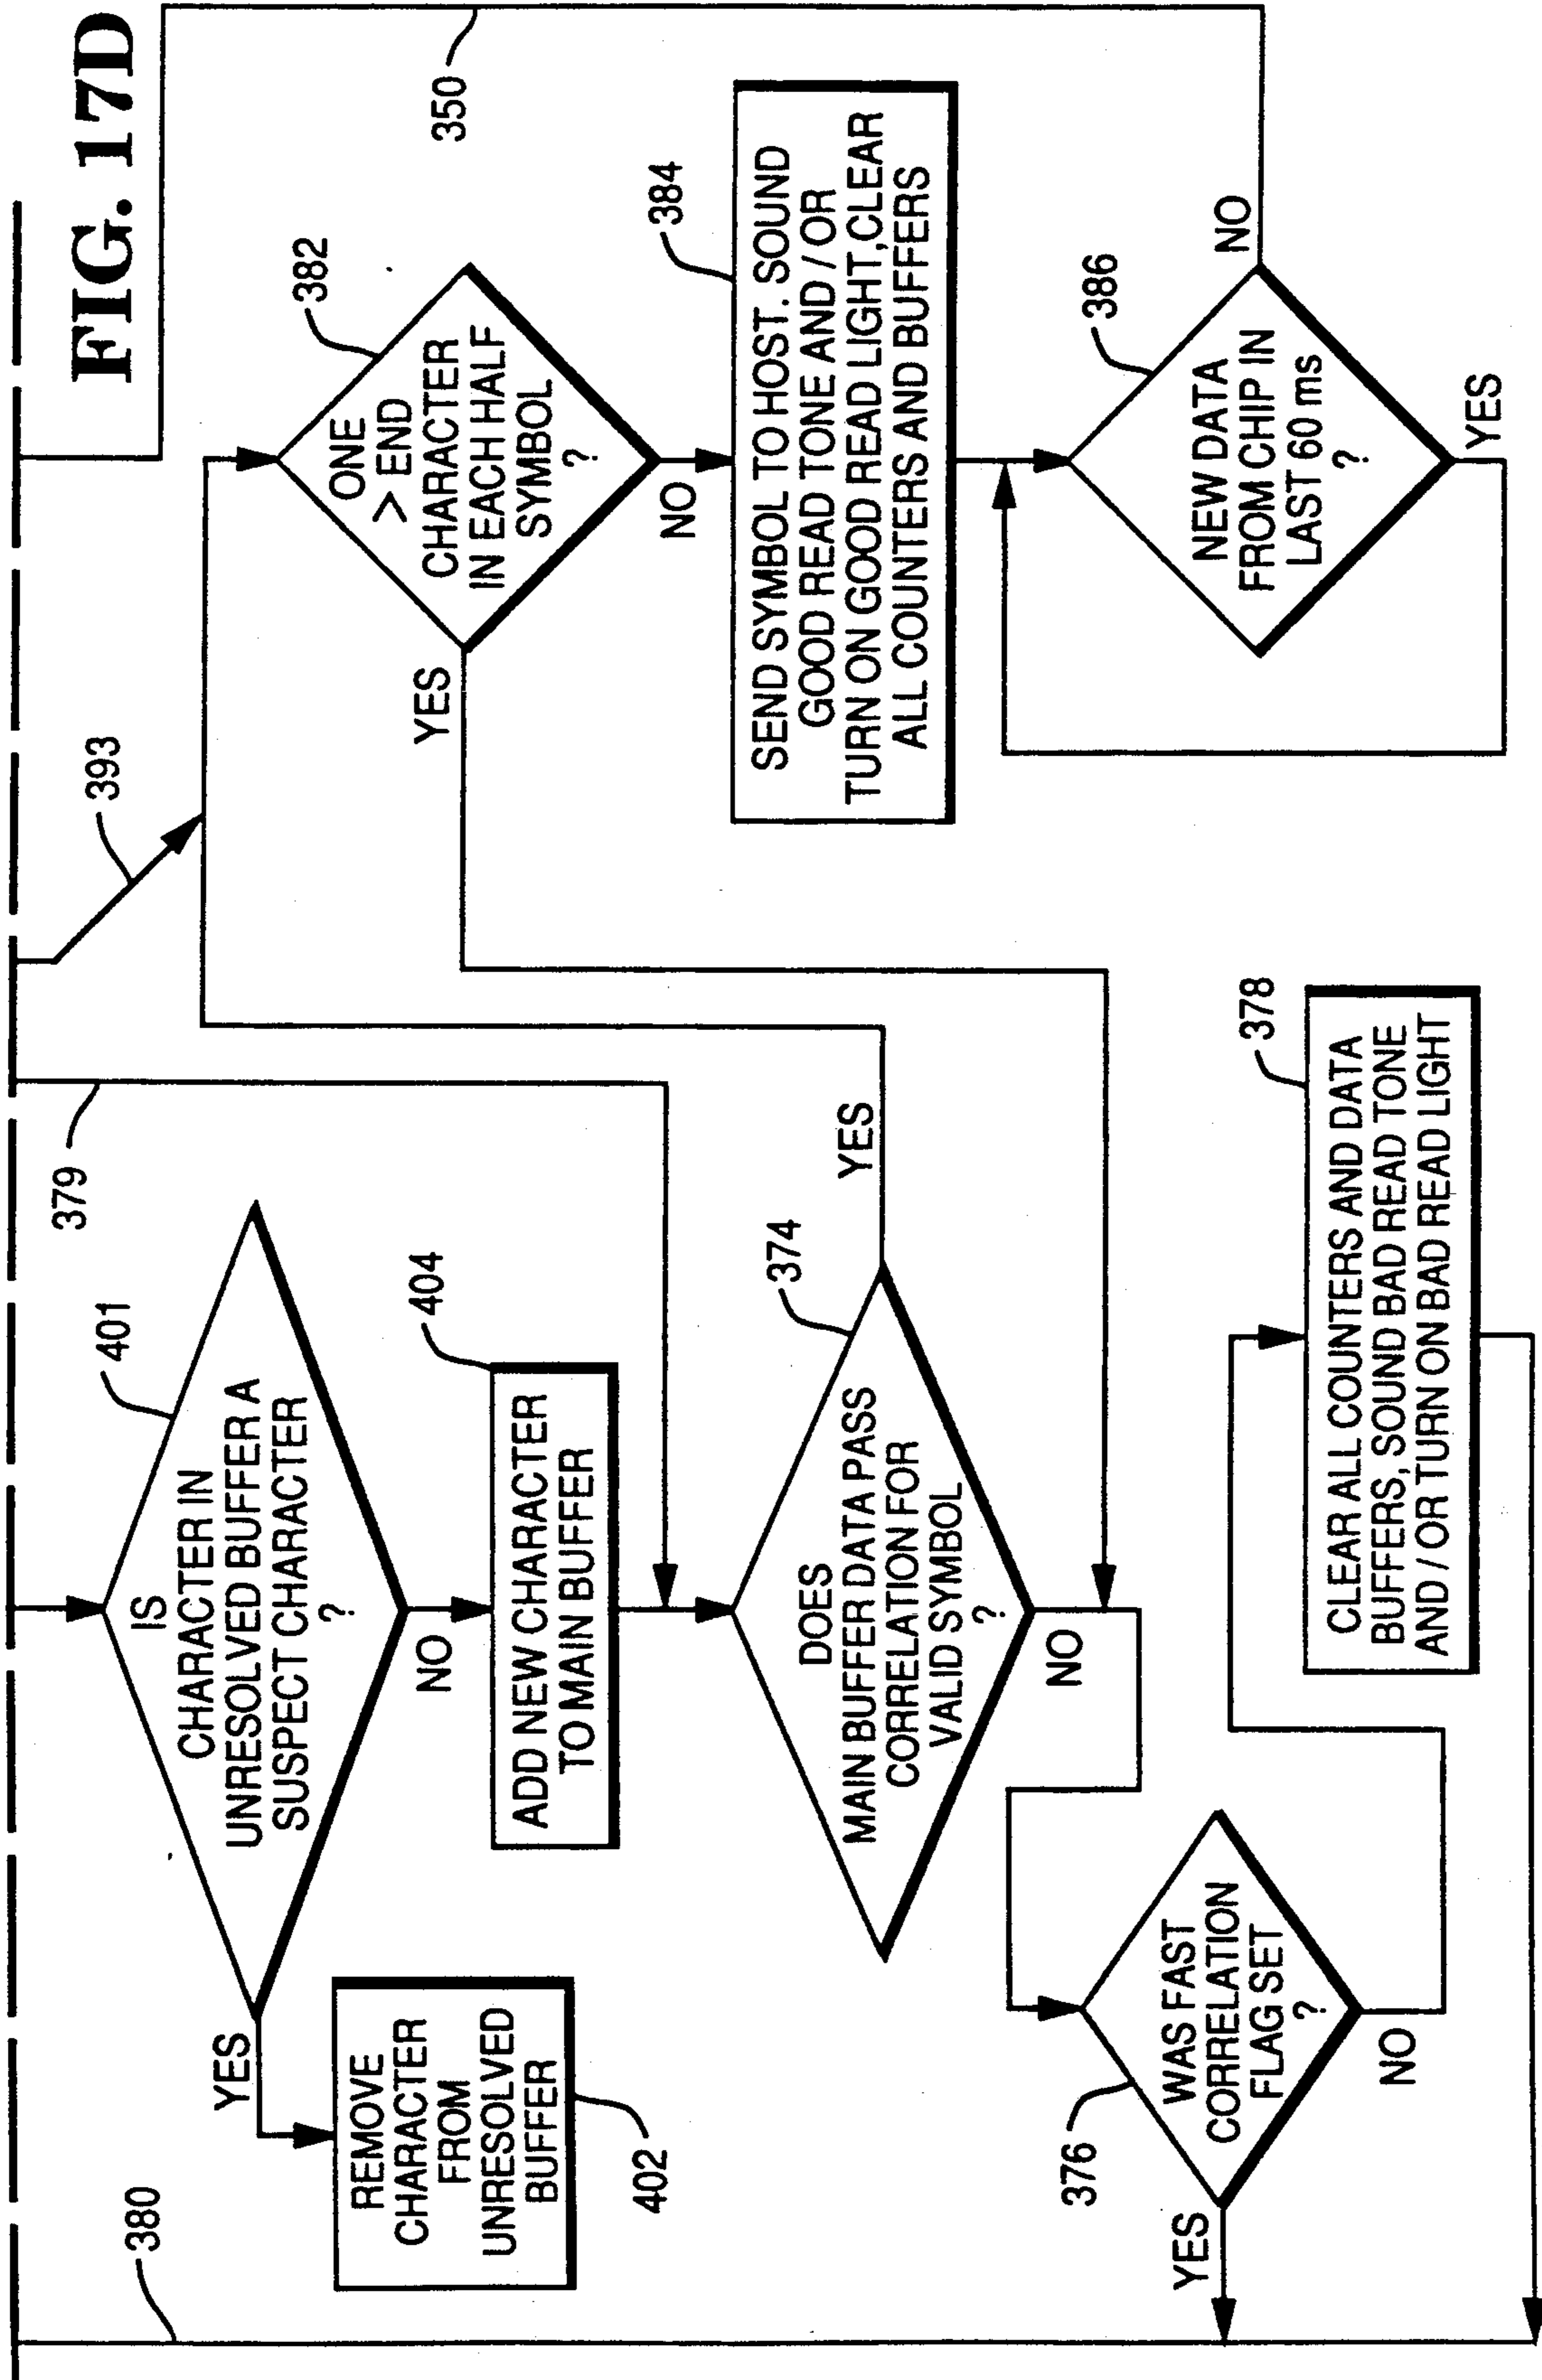 FIG. 17D
350
393
379
380
IS
CHARACTER IN
UNRESOLVED BUFFER A
SUSPECT CHARACTER
?
401
YES
NO
REMOVE
CHARACTER
FROM
UNRESOLVED
BUFFER
402
ADD NEW CHARACTER
TO MAIN BUFFER
404
DOES
MAIN BUFFER DATA PASS
CORRELATION FOR
VALID SYMBOL
?
374
YES
NO
WAS FAST
CORRELATION
FLAG SET
?
376
YES
NO
CLEAR ALL COUNTERS AND DATA
BUFFERS, SOUND BAD READ TONE
AND / OR TURN ON BAD READ LIGHT
378
ONE
> END
CHARACTER
IN EACH HALF
SYMBOL
?
382
YES
NO
SEND SYMBOL TO HOST. SOUND
GOOD READ TONE AND / OR
TURN ON GOOD READ LIGHT,CLEAR
ALL COUNTERS AND BUFFERS
384
NEW DATA
FROM CHIP IN
LAST 60 ms
?
386
NO
YES